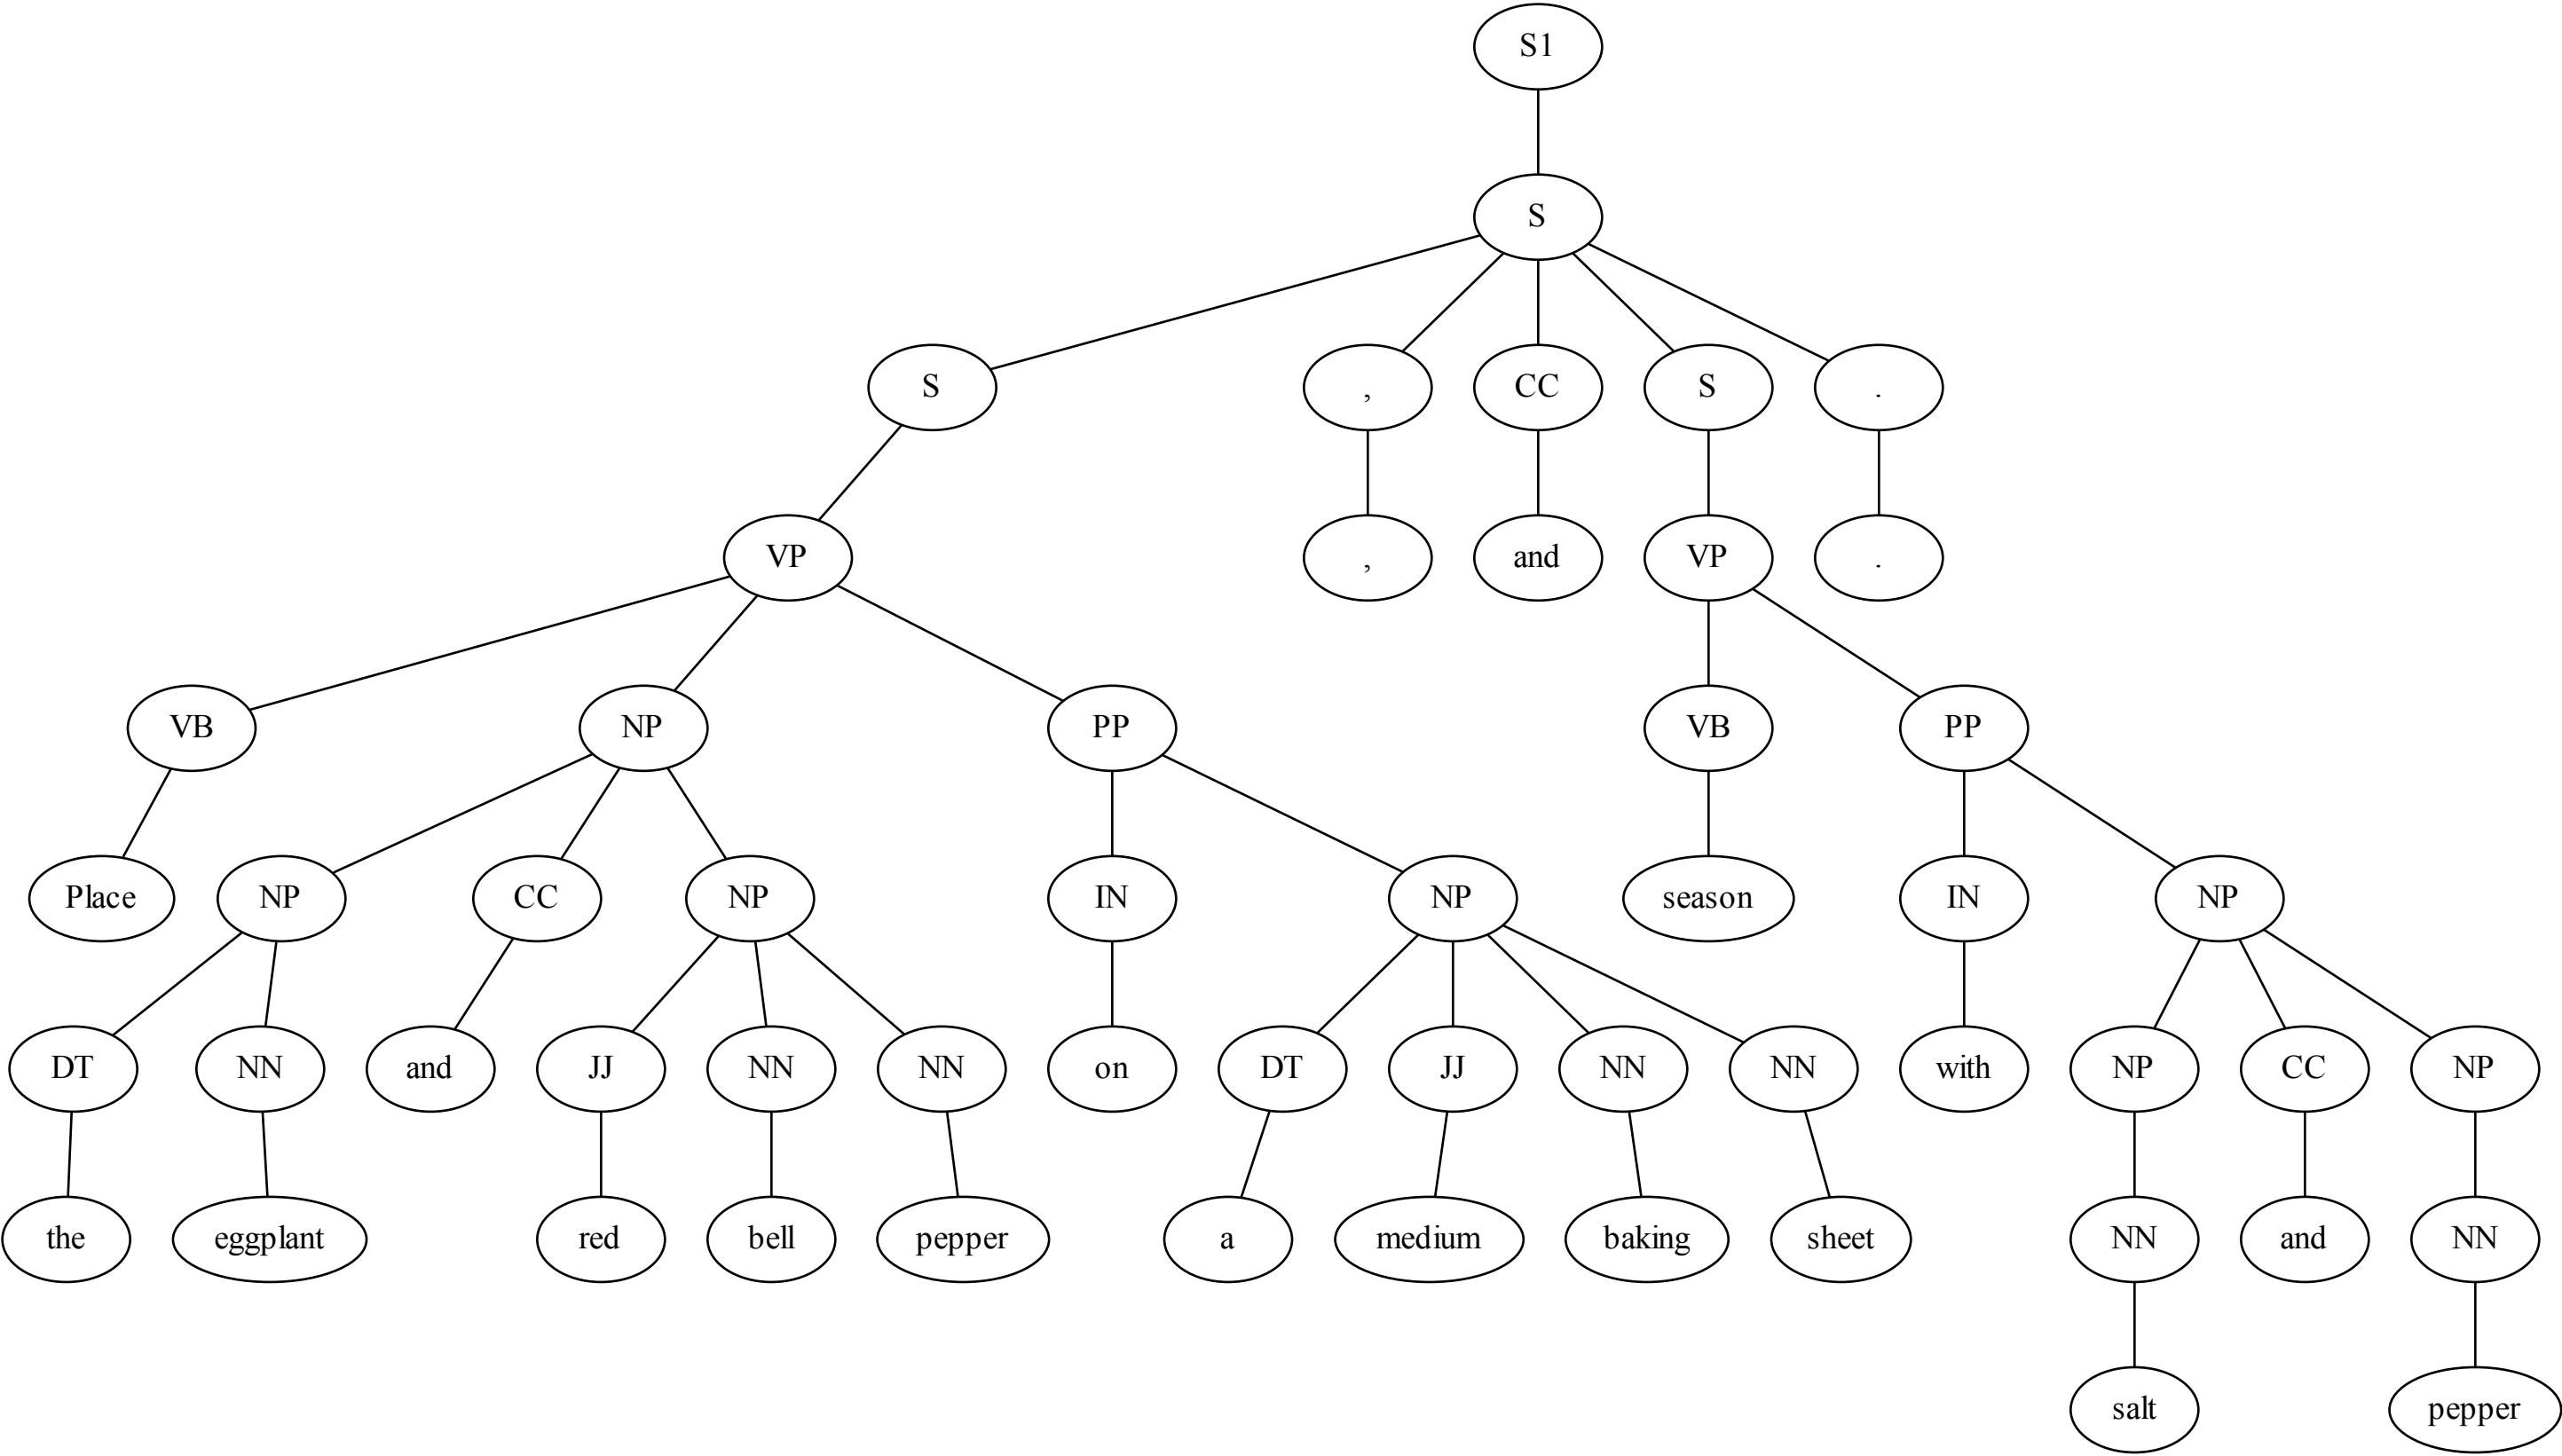 S1
S
S , CC S .
VP , and VP .
VB NP PP VB PP
Place NP CC NP IN NP season IN NP
DT NN and JJ NN NN on DT JJ NN NN with NP CC NP
the eggplant red bell pepper a medium baking sheet NN and NN
salt pepper